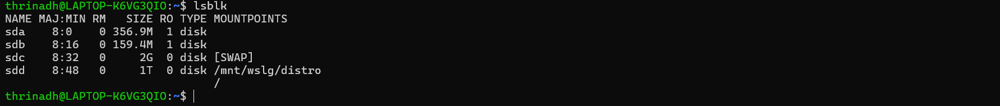 thrinadh@LAPTOP-K6VG3QIO:~$ lsblk
NAME MAJ:MIN RM   SIZE RO TYPE MOUNTPOINTS
sda    8:0    0 356.9M  1 disk
sdb    8:16   0 159.4M  1 disk
sdc    8:32   0     2G  0 disk [SWAP]
sdd    8:48   0     1T  0 disk /mnt/wslg/distro
                               /
thrinadh@LAPTOP-K6VG3QIO:~$